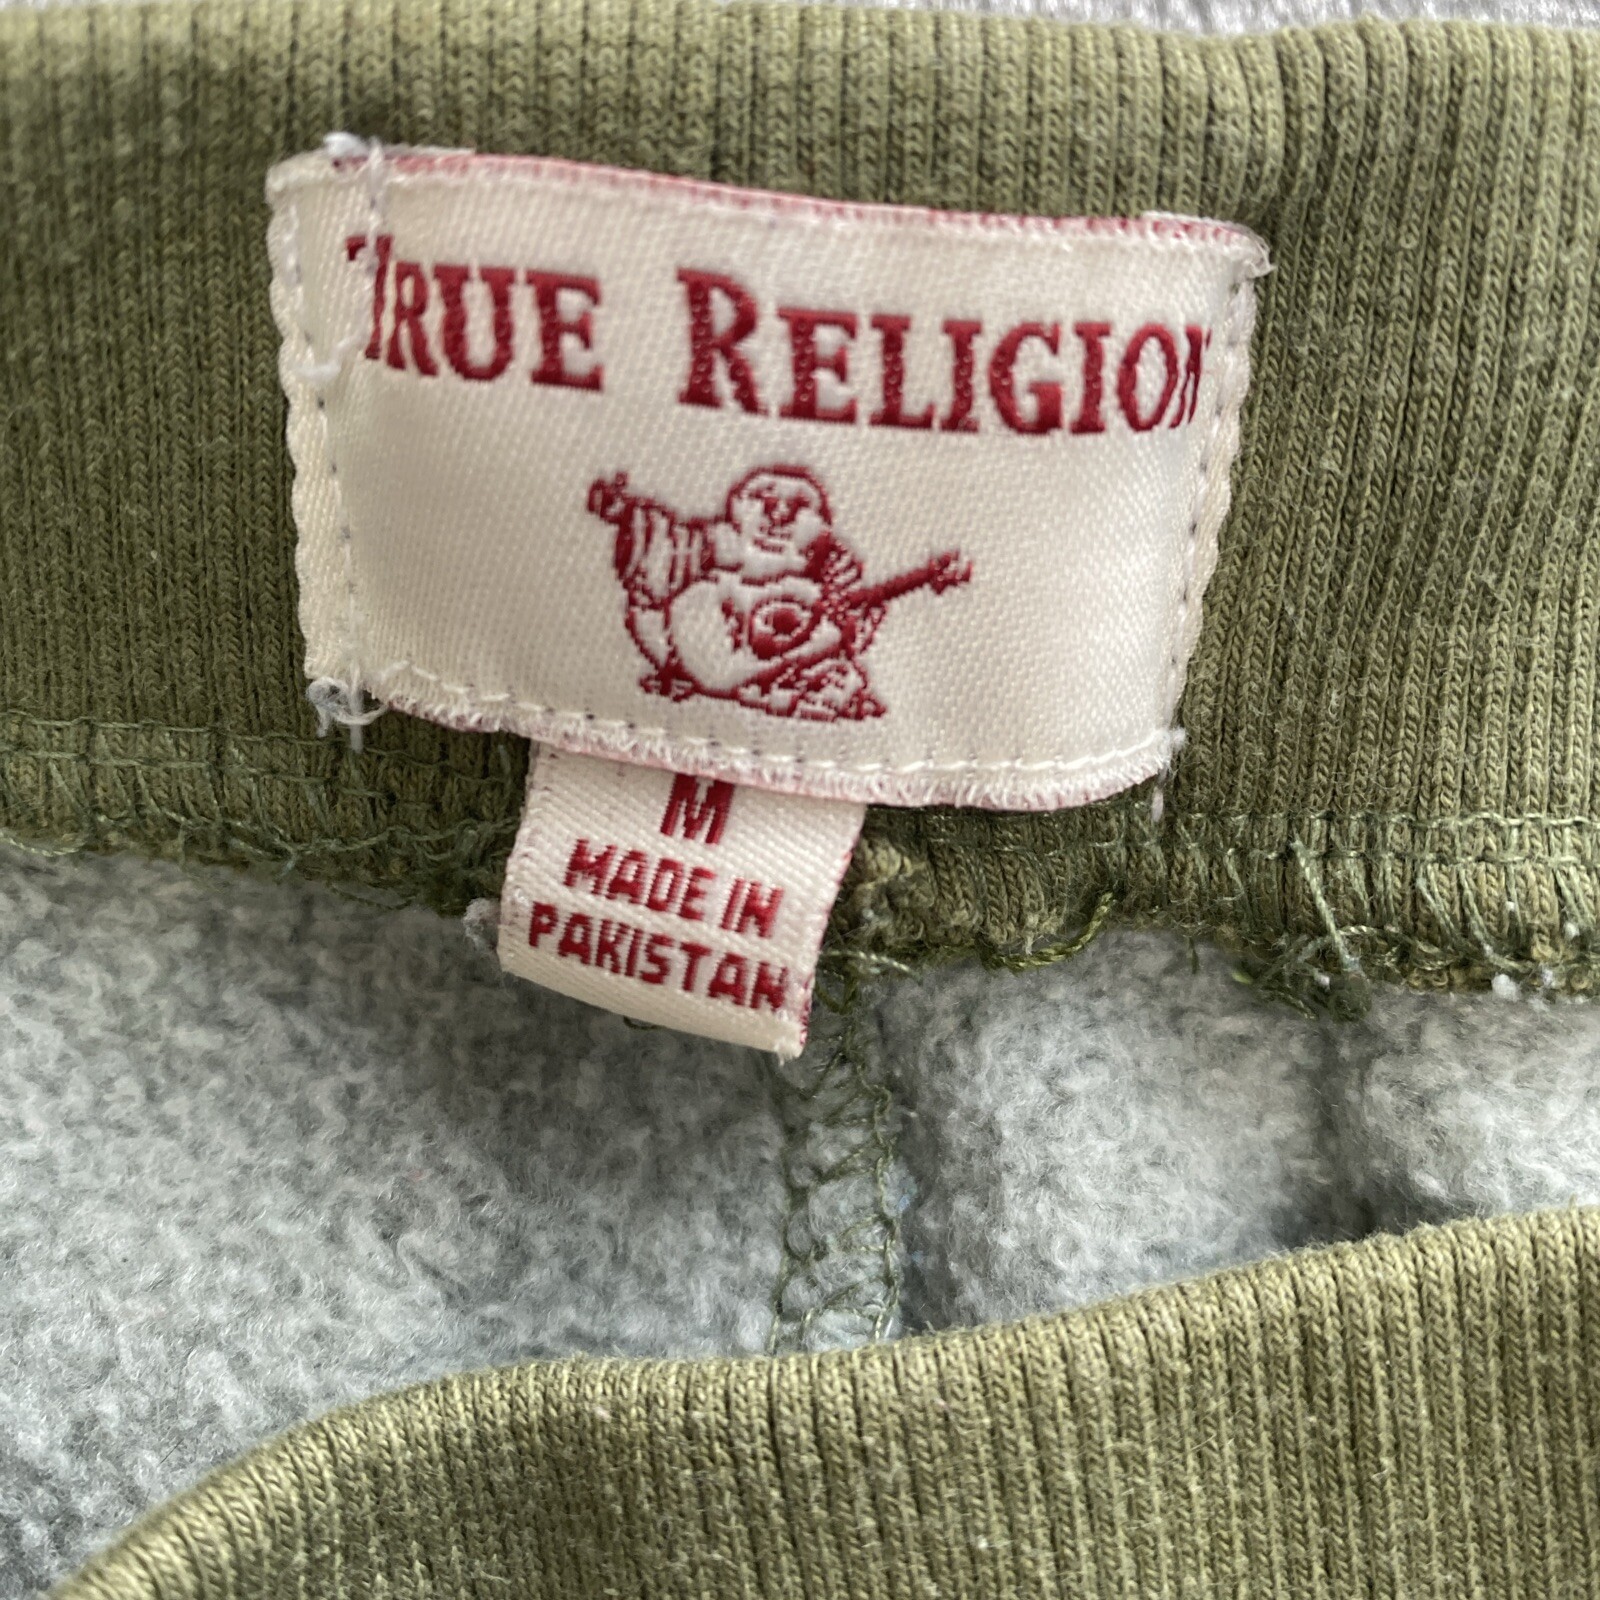 TRUE RELIGION
M
MADE IN
PAKISTAN